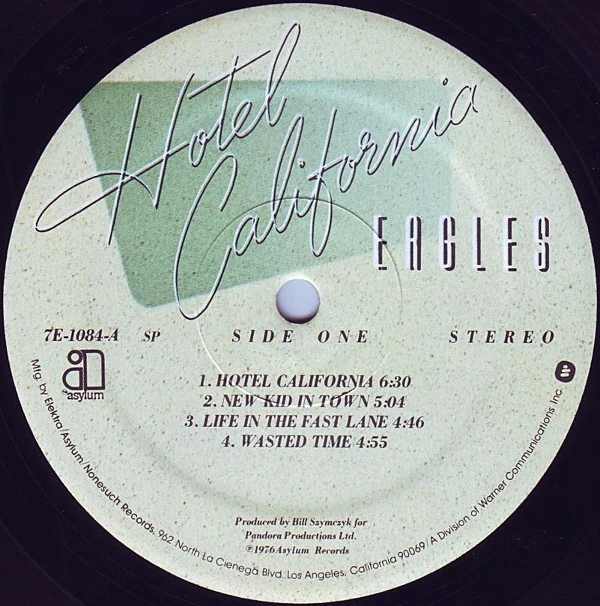 Hotel
California
EAGLES
7E-1084-A SP SIDE ONE STEREO
asylum
1. HOTEL CALIFORNIA 6:30
2. NEW KID IN TOWN 5:04
3. LIFE IN THE FAST LANE 4:46
4. WASTED TIME 4:55
Produced by Bill Szymczyk for
Pandora Productions Ltd.
℗1976 Asylum Records
Mfg. by Elektra/Asylum/Nonesuch Records, 962 North La Cienega Blvd. Los Angeles, California 90069/A Division of Warner Communications Inc.